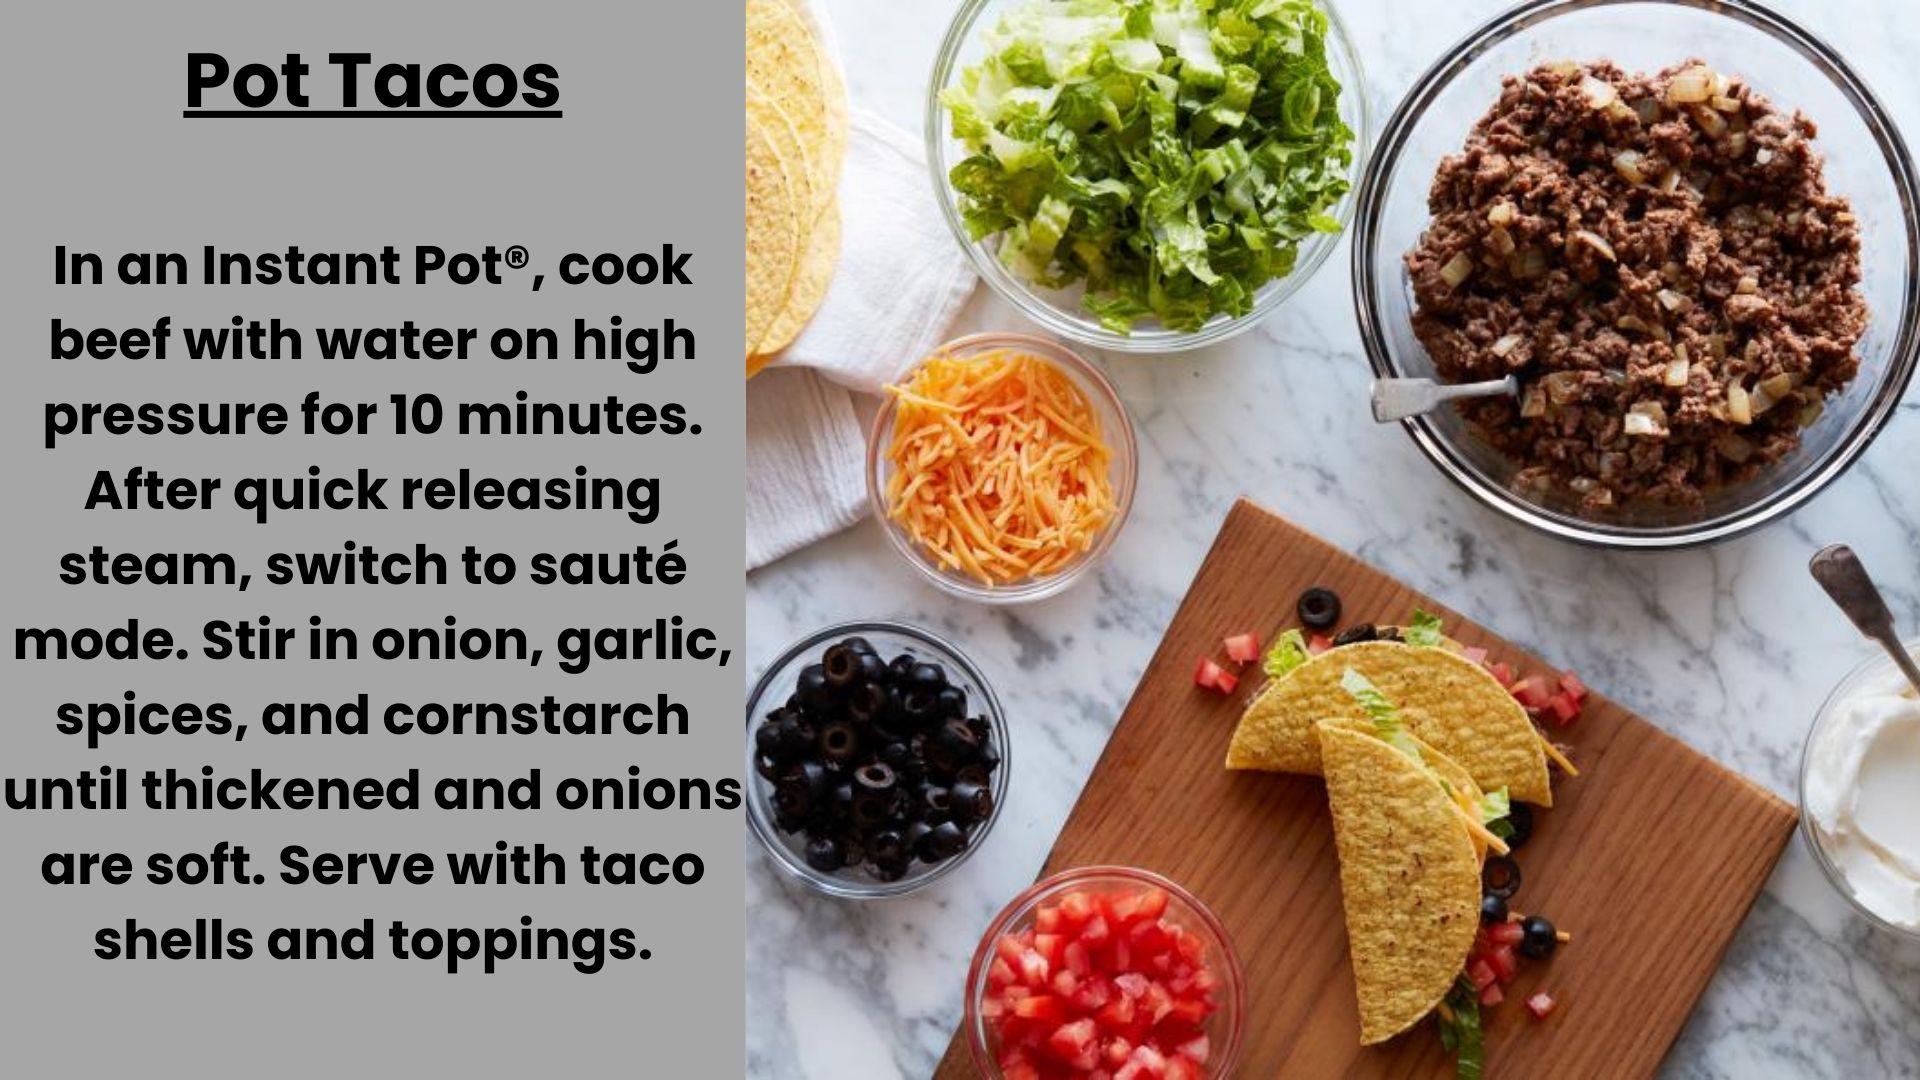 Pot Tacos
In an Instant Pot®, cook
beef with water on high
pressure for 10 minutes.
After quick releasing
steam, switch to sauté
mode. Stir in onion, garlic,
spices, and cornstarch
until thickened and onions
are soft. Serve with taco
shells and toppings.